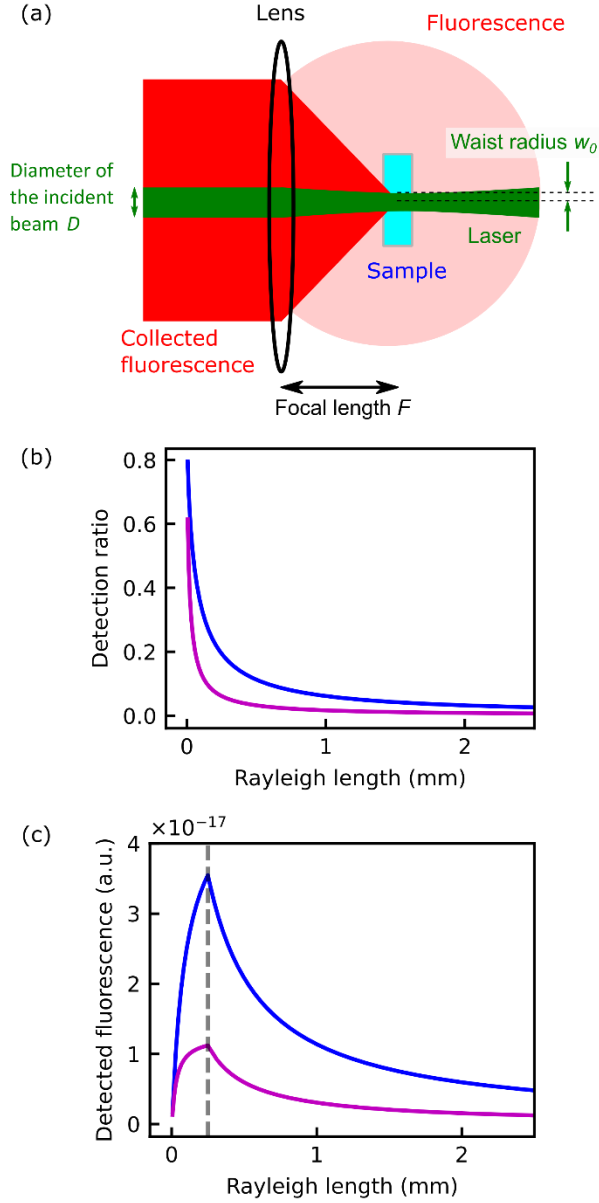 (a)
Lens
Fluorescence
Waist radius w₀
Diameter of
the incident
beam D
Laser
Sample
Collected
fluorescence
Focal length F
(b)
0.8
0.6
0.4
0.2
0.0
Detection ratio
0
1
2
Rayleigh length (mm)
(c)
×10⁻¹⁷
4
3
2
1
0
Detected fluorescence (a.u.)
0
1
2
Rayleigh length (mm)